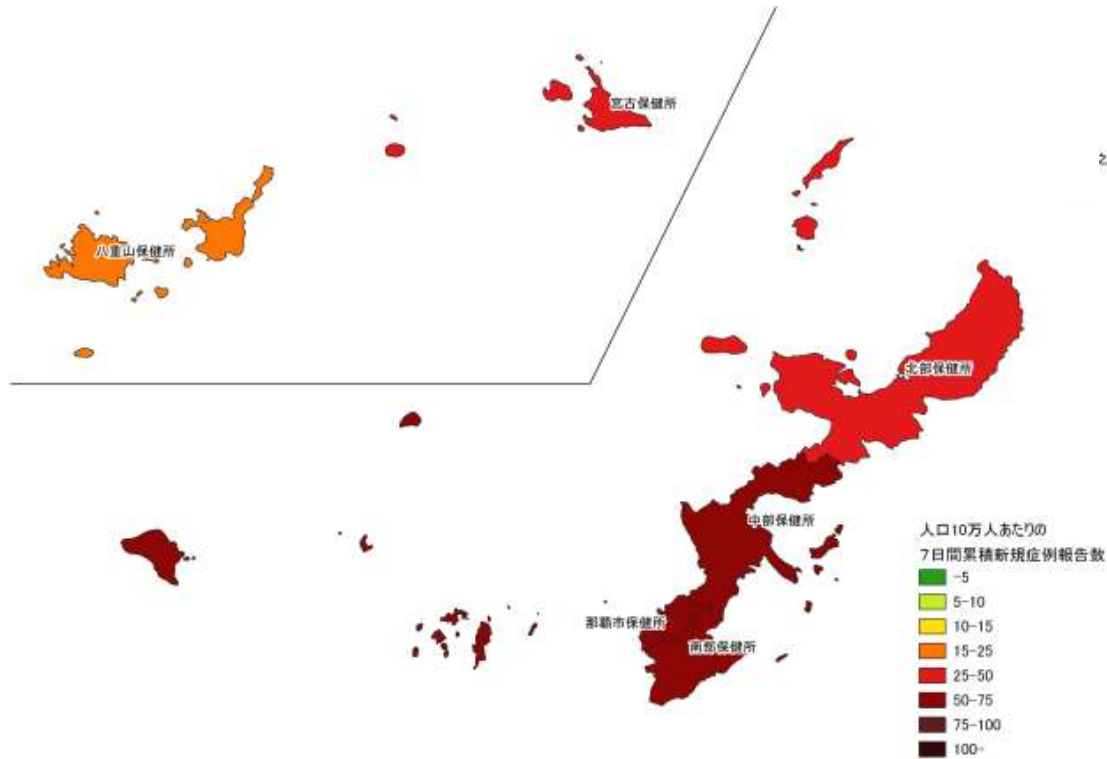 宮古保健所
八重山保健所
北部保健所
中部保健所
那覇市保健所
南部保健所
人口10万人あたりの
7日間累積新規症例報告数
-5
5-10
10-15
15-25
25-50
50-75
75-100
100-